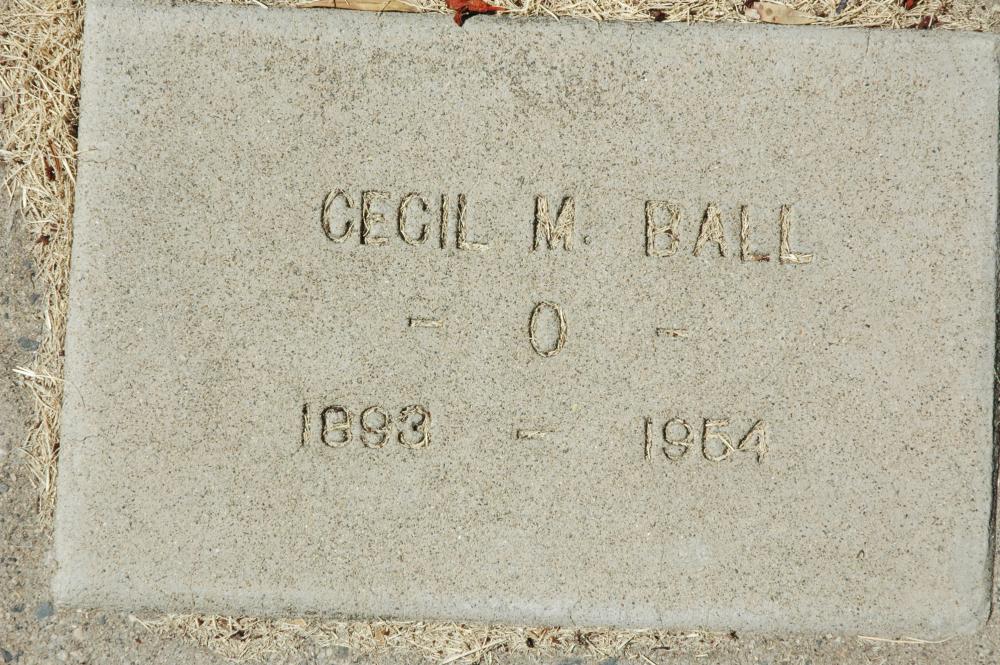 CECIL M. BALL
- O -
1893 - 1954